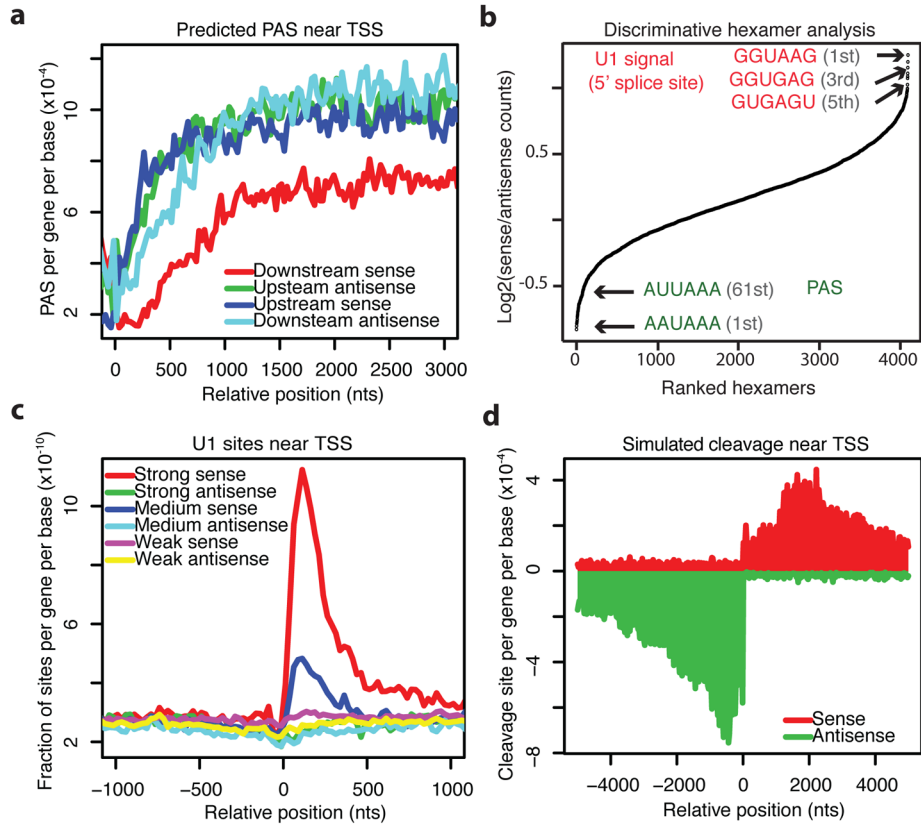 a
Predicted PAS near TSS
PAS per gene per base (x10⁻⁴)
10
6
2
Downstream sense
Upsteam antisense
Upstream sense
Downsteam antisense
0 500 1000 1500 2000 2500 3000
Relative position (nts)
b
Discriminative hexamer analysis
Log2(sense/antisense counts)
0.5
-0.5
U1 signal
(5' splice site)
GGUAAG (1st)
GGUGAG (3rd)
GUGAGU (5th)
AUUAAA (61st) PAS
AAUAAA (1st)
0 1000 2000 3000 4000
Ranked hexamers
c
U1 sites near TSS
Fraction of sites per gene per base (x10⁻¹⁰)
10
6
2
Strong sense
Strong antisense
Medium sense
Medium antisense
Weak sense
Weak antisense
−1000 −500 0 500 1000
Relative position (nts)
d
Simulated cleavage near TSS
Cleavage site per gene per base (x10⁻⁴)
4
0
−4
−8
Sense
Antisense
−4000 −2000 0 2000 4000
Relative position (nts)